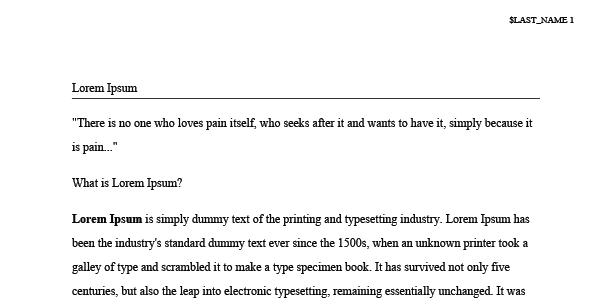 $LAST_NAME 1
Lorem Ipsum
"There is no one who loves pain itself, who seeks after it and wants to have it, simply because it
is pain..."
What is Lorem Ipsum?
Lorem Ipsum is simply dummy text of the printing and typesetting industry. Lorem Ipsum has
been the industry's standard dummy text ever since the 1500s, when an unknown printer took a
galley of type and scrambled it to make a type specimen book. It has survived not only five
centuries, but also the leap into electronic typesetting, remaining essentially unchanged. It was